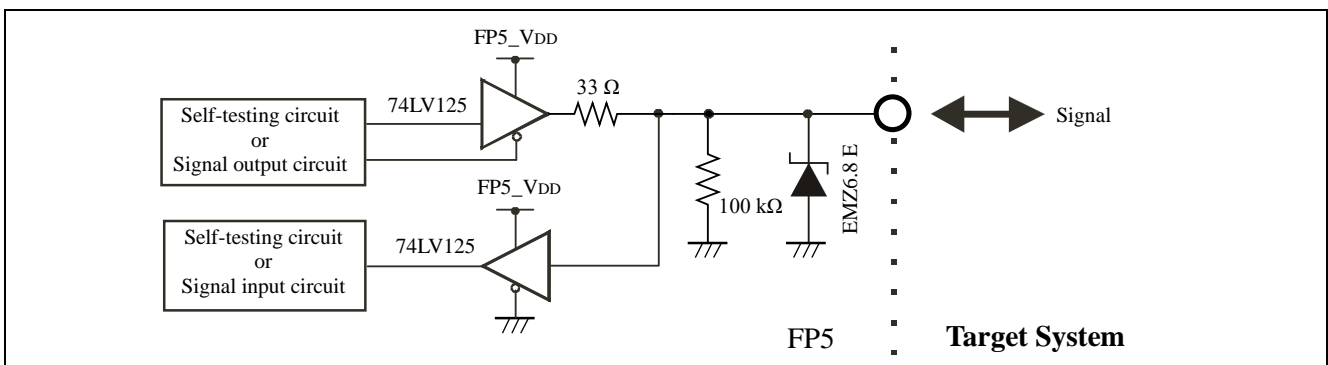 FP5_VDD
33 Ω
74LV125
Self-testing circuit
or
Signal output circuit
Signal
EMZ6.8 E
100 kΩ
FP5_VDD
74LV125
Self-testing circuit
or
Signal input circuit
FP5
Target System